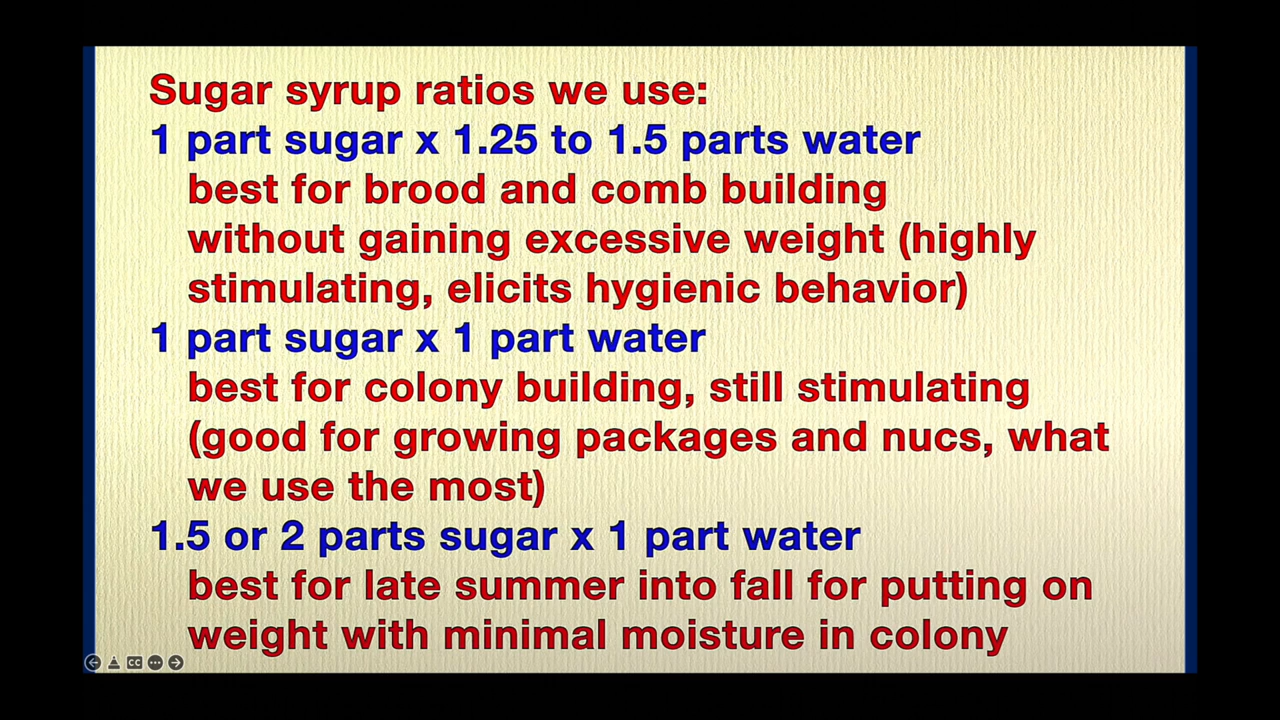 Sugar syrup ratios we use:
1 part sugar x 1.25 to 1.5 parts water
best for brood and comb building
without gaining excessive weight (highly
stimulating, elicits hygienic behavior)
1 part sugar x 1 part water
best for colony building, still stimulating
(good for growing packages and nucs, what
we use the most)
1.5 or 2 parts sugar x 1 part water
best for late summer into fall for putting on
weight with minimal moisture in colony
CC